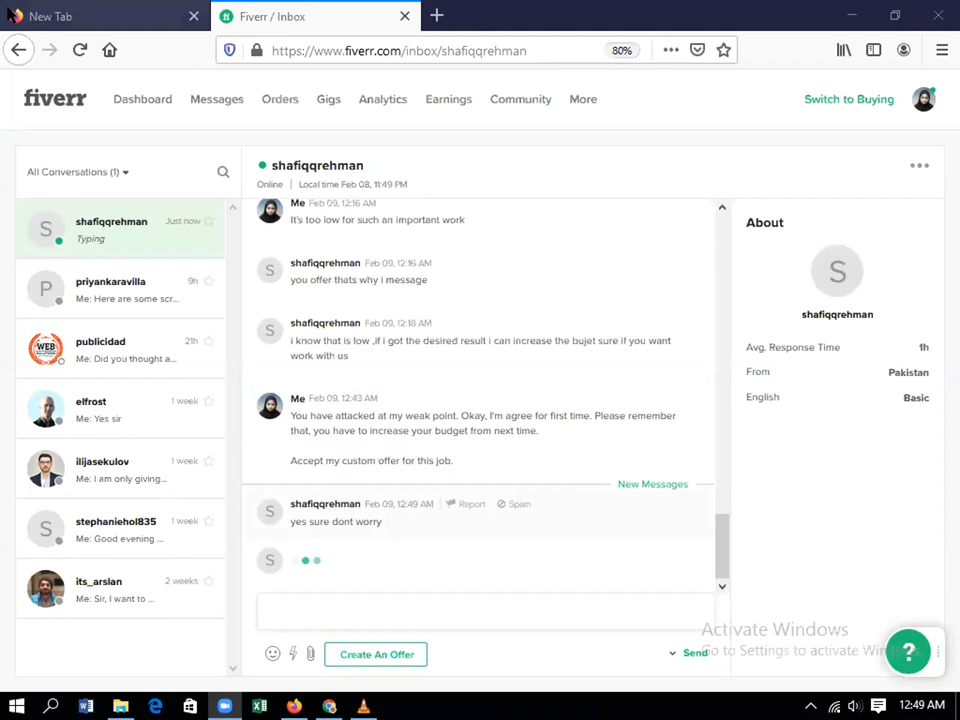 New Tab
Fiverr / Inbox
https://www.fiverr.com/inbox/shafiqqrehman
80%
fiverr
Dashboard
Messages
Orders
Gigs
Analytics
Earnings
Community
More
Switch to Buying
All Conversations (1)
shafiqqrehman
Just now
Typing
priyankaravilla
9h
Me: Here are some scr...
WEB
publicidad
21h
Me: Did you thought a...
elfrost
1 week
Me: Yes sir
ilijasekulov
1 week
Me: I am only giving...
stephaniehol835
1 week
Me: Good evening ...
its_arslan
2 weeks
Me: Sir, I want to ...
shafiqqrehman
Online | Local time Feb 08, 11:49 PM
Me Feb 09, 12:16 AM
It's too low for such an important work
shafiqqrehman Feb 09, 12:16 AM
you offer thats why i message
shafiqqrehman Feb 09, 12:18 AM
i know that is low ,if i got the desired result i can increase the bujet sure if you want
work with us
Me Feb 09, 12:43 AM
You have attacked at my weak point. Okay, I'm agree for first time. Please remember
that, you have to increase your budget from next time.
Accept my custom offer for this job.
New Messages
shafiqqrehman Feb 09, 12:49 AM | Report Spam
yes sure dont worry
Create An Offer
Send
About
S
shafiqqrehman
Avg. Response Time 1h
From Pakistan
English Basic
Activate Windows
Go to Settings to activate Windows.
12:49 AM